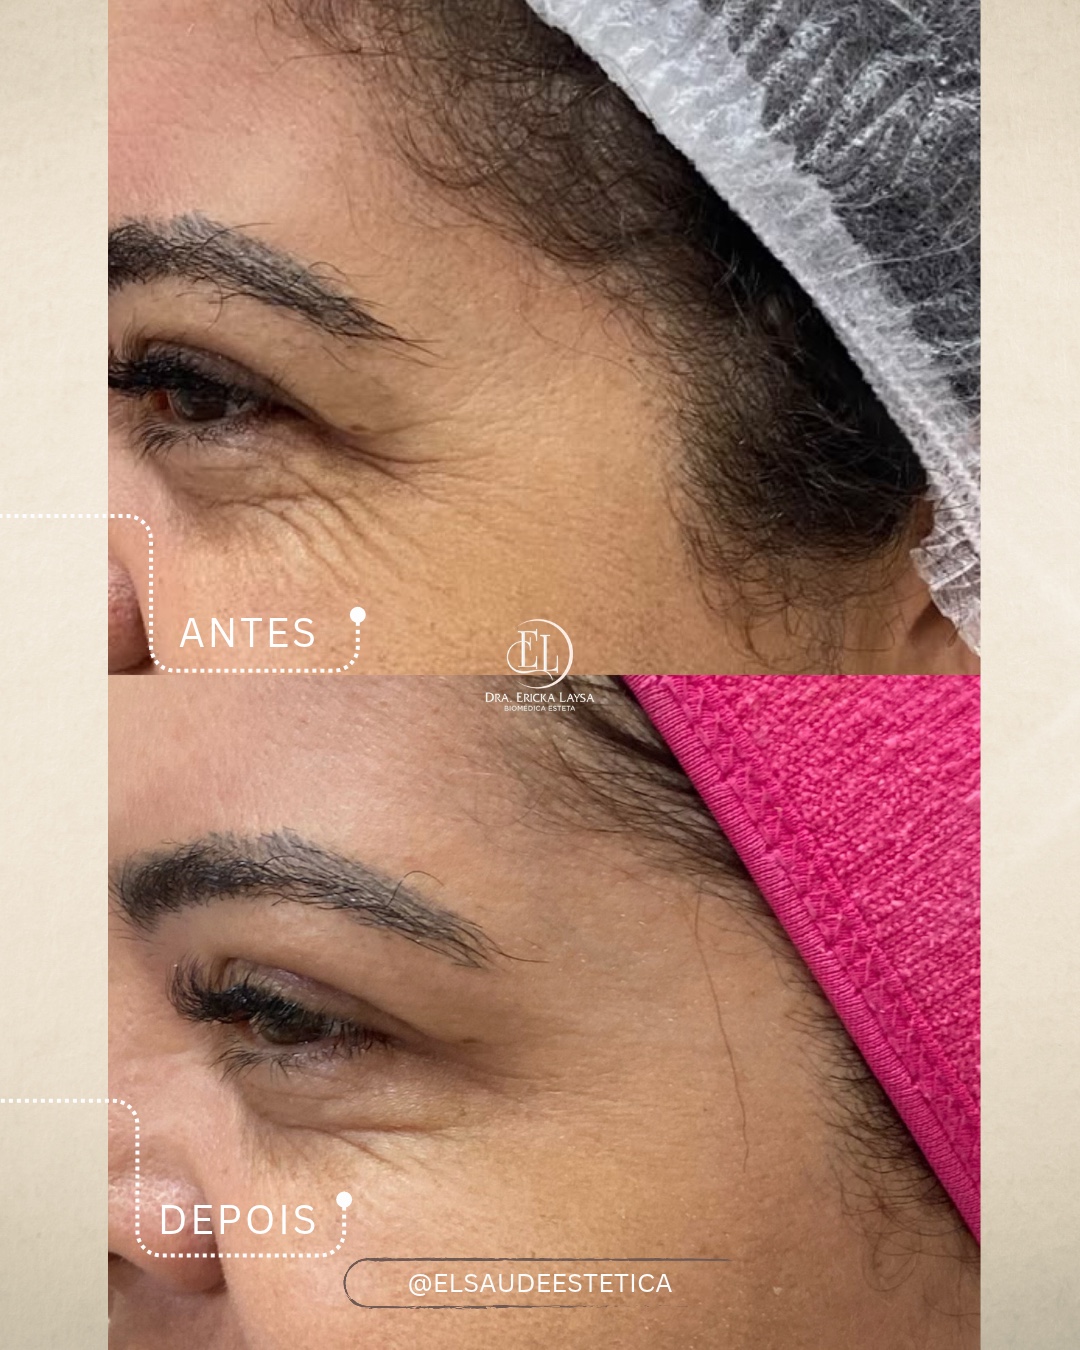 ANTES
EL
DRA. ERICKA LAYSA
BIOMÉDICA ESTETA
DEPOIS
@ELSAUDEESTETICA